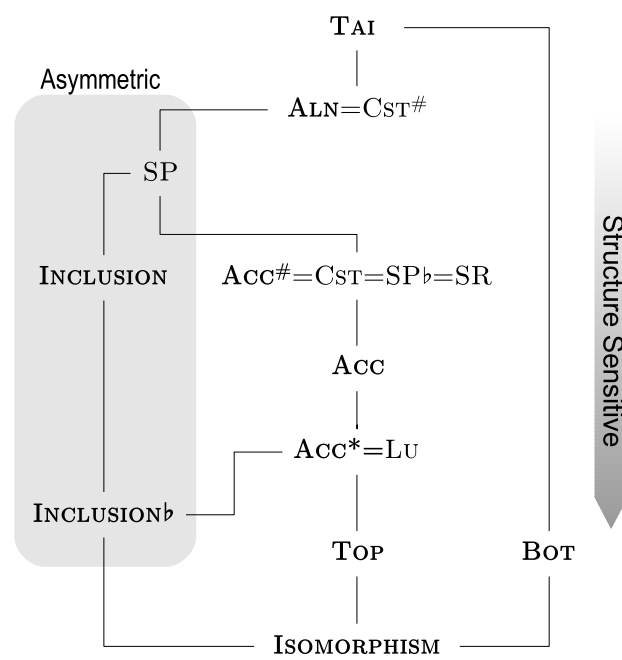 TAI
Asymmetric
ALN=CST#
SP
INCLUSION
ACC#=CST=SP♭=SR
Structure Sensitive
ACC
ACC*=LU
INCLUSION♭
TOP
BOT
ISOMORPHISM